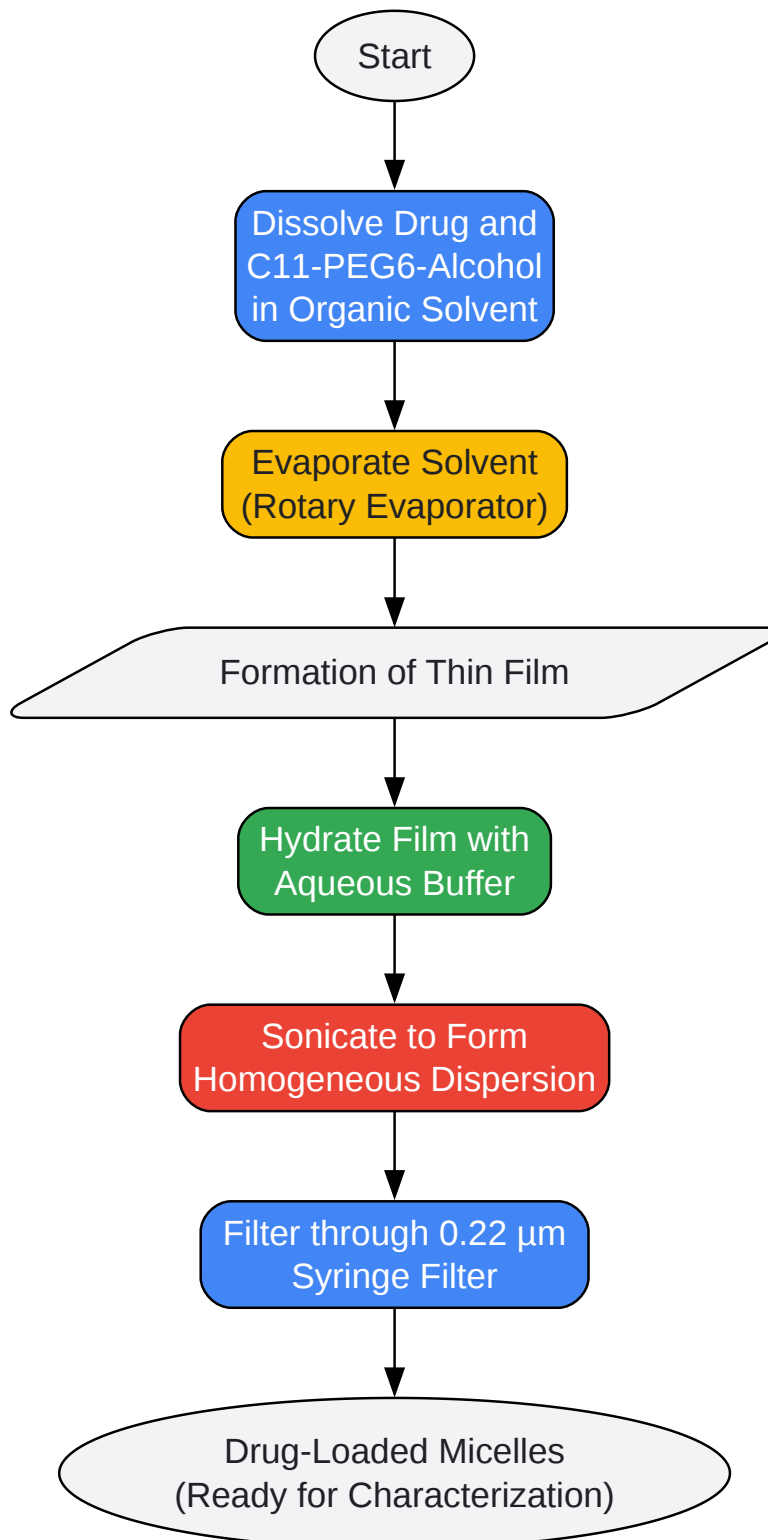 Start
Dissolve Drug and
C11-PEG6-Alcohol
in Organic Solvent
Evaporate Solvent
(Rotary Evaporator)
Formation of Thin Film
Hydrate Film with
Aqueous Buffer
Sonicate to Form
Homogeneous Dispersion
Filter through 0.22 µm
Syringe Filter
Drug-Loaded Micelles
(Ready for Characterization)